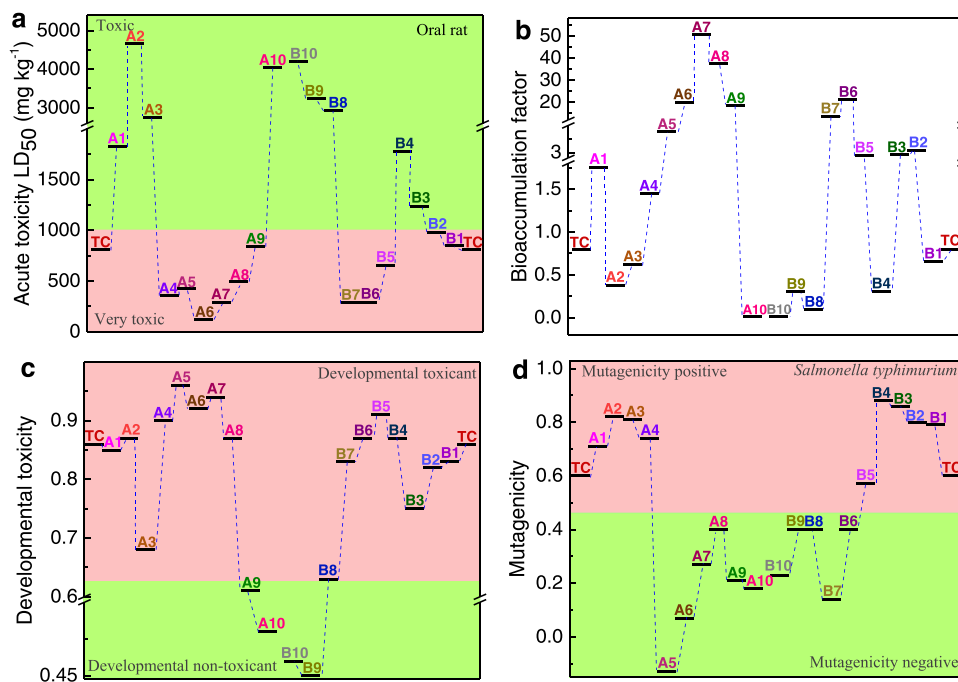 a
Toxic
Oral rat
Acute toxicity LD50 (mg kg-1)
5000
4000
3000
1500
1000
500
0
TC
A1
A2
A3
A4
A5
A6
A7
A8
A9
A10
B10
B9
B8
B7
B6
B5
B4
B3
B2
B1
TC
Very toxic
b
Bioaccumulation factor
50
40
30
20
3
1.5
1.0
0.5
0.0
TC
A1
A2
A3
A4
A5
A6
A7
A8
A9
A10
B10
B9
B8
B7
B6
B5
B4
B3
B2
B1
TC
c
Developmental toxicant
Developmental toxicity
0.9
0.8
0.7
0.6
0.45
TC
A1
A2
A3
A4
A5
A6
A7
A8
A9
A10
B10
B9
B8
B7
B6
B5
B4
B3
B2
B1
TC
Developmental non-toxicant
d
Mutagenicity positive
Salmonella typhimurium
Mutagenicity
1.0
0.8
0.6
0.4
0.2
0.0
TC
A1
A2
A3
A4
A5
A6
A7
A8
A9
A10
B10
B9
B8
B7
B6
B5
B4
B3
B2
B1
TC
Mutagenicity negative